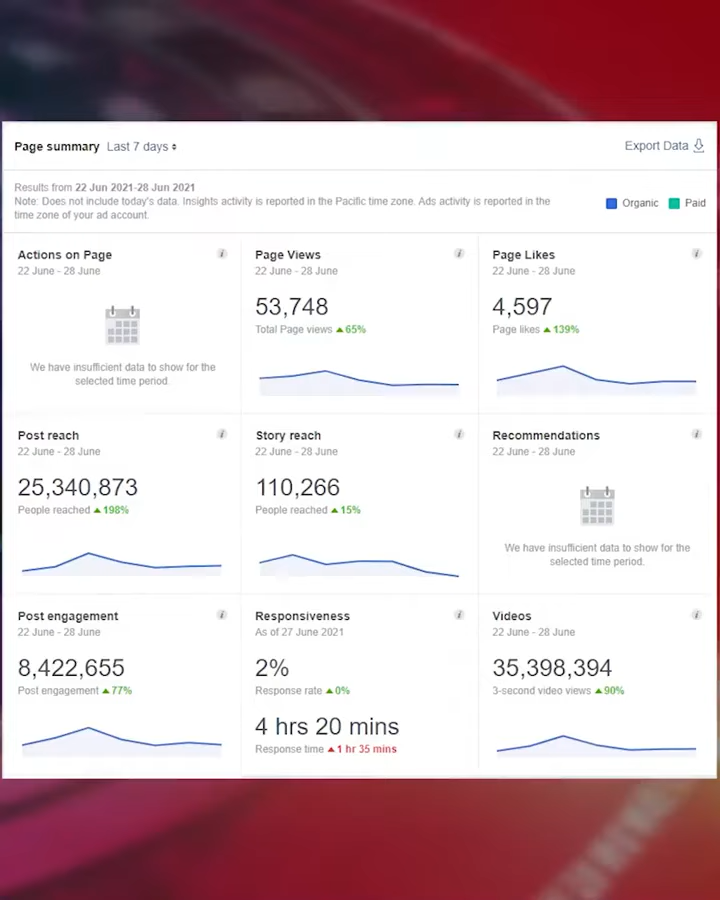 Page summary Last 7 days
Export Data
Results from 22 Jun 2021-28 Jun 2021
Note: Does not include today's data. Insights activity is reported in the Pacific time zone. Ads activity is reported in the
time zone of your ad account.
Organic Paid
Actions on Page
22 June - 28 June
We have insufficient data to show for the
selected time period.
Page Views
22 June - 28 June
53,748
Total Page views ▲65%
Page Likes
22 June - 28 June
4,597
Page likes ▲139%
Post reach
22 June - 28 June
25,340,873
People reached ▲198%
Story reach
22 June - 28 June
110,266
People reached ▲15%
Recommendations
22 June - 28 June
We have insufficient data to show for the
selected time period.
Post engagement
22 June - 28 June
8,422,655
Post engagement ▲77%
Responsiveness
As of 27 June 2021
2%
Response rate ▲0%
4 hrs 20 mins
Response time ▲1 hr 35 mins
Videos
22 June - 28 June
35,398,394
3-second video views ▲90%